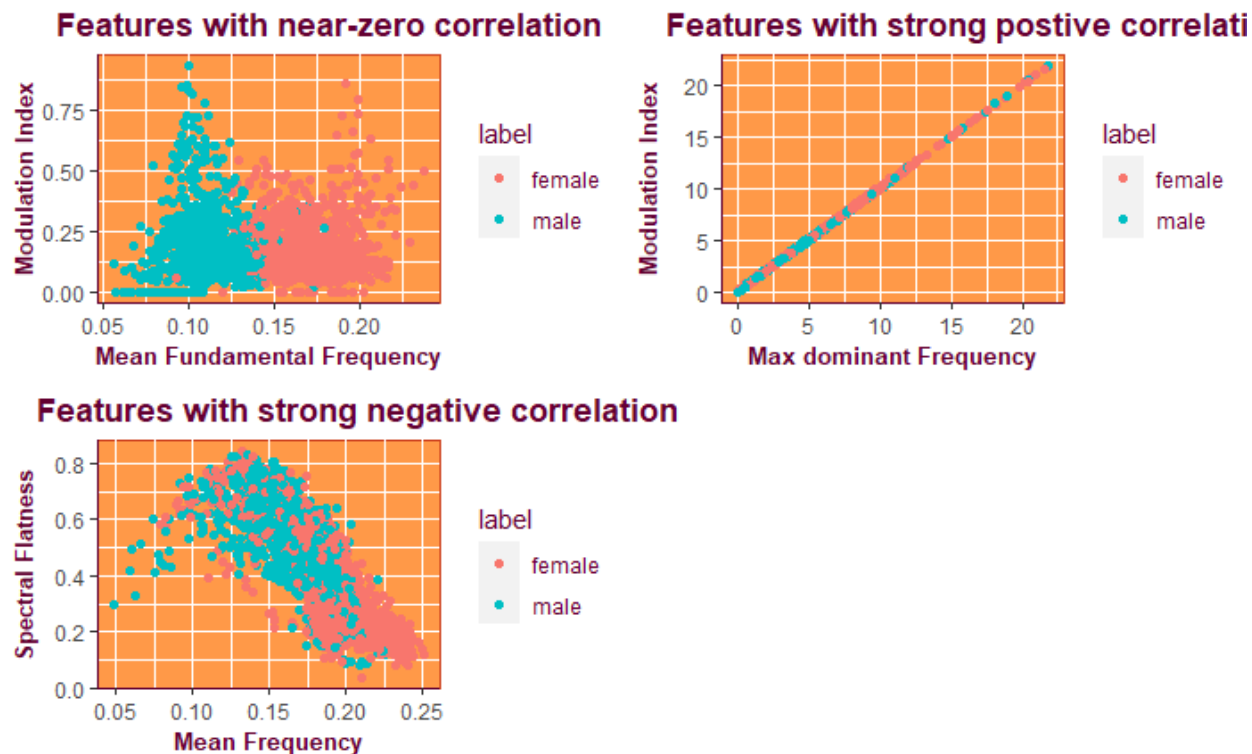 Features with near-zero correlation
Modulation Index
0.75
0.50
0.25
0.00
0.05 0.10 0.15 0.20
Mean Fundamental Frequency
label
female
male
Features with strong postive correlati
Modulation Index
20
15
10
5
0
0 5 10 15 20
Max dominant Frequency
label
female
male
Features with strong negative correlation
Spectral Flatness
0.8
0.6
0.4
0.2
0.0
0.05 0.10 0.15 0.20 0.25
Mean Frequency
label
female
male